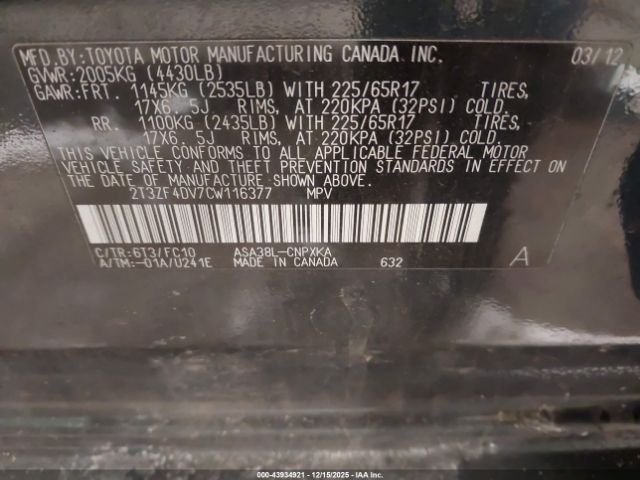 MFD.BY:TOYOTA MOTOR MANUFACTURING CANADA INC. 03/12
GVWR:2005KG (4430LB)
GAWR:FRT. 1145KG (2535LB) WITH 225/65R17 TIRES,
17X6.5J RIMS, AT 220KPA (32PSI) COLD.
RR. 1100KG (2435LB) WITH 225/65R17 TIRES,
17X6.5J RIMS, AT 220KPA (32PSI) COLD.
THIS VEHICLE CONFORMS TO ALL APPLICABLE FEDERAL MOTOR
VEHICLE SAFETY AND THEFT PREVENTION STANDARDS IN EFFECT ON
THE DATE OF MANUFACTURE SHOWN ABOVE.
2T3ZF4DV7CW116377 MPV
C/TR:6T3/FC10 ASA38L-CNPXKA
A/TM:-01A/U241E MADE IN CANADA 632 A
000-43934921 | 12/15/2025 - IAA Inc.